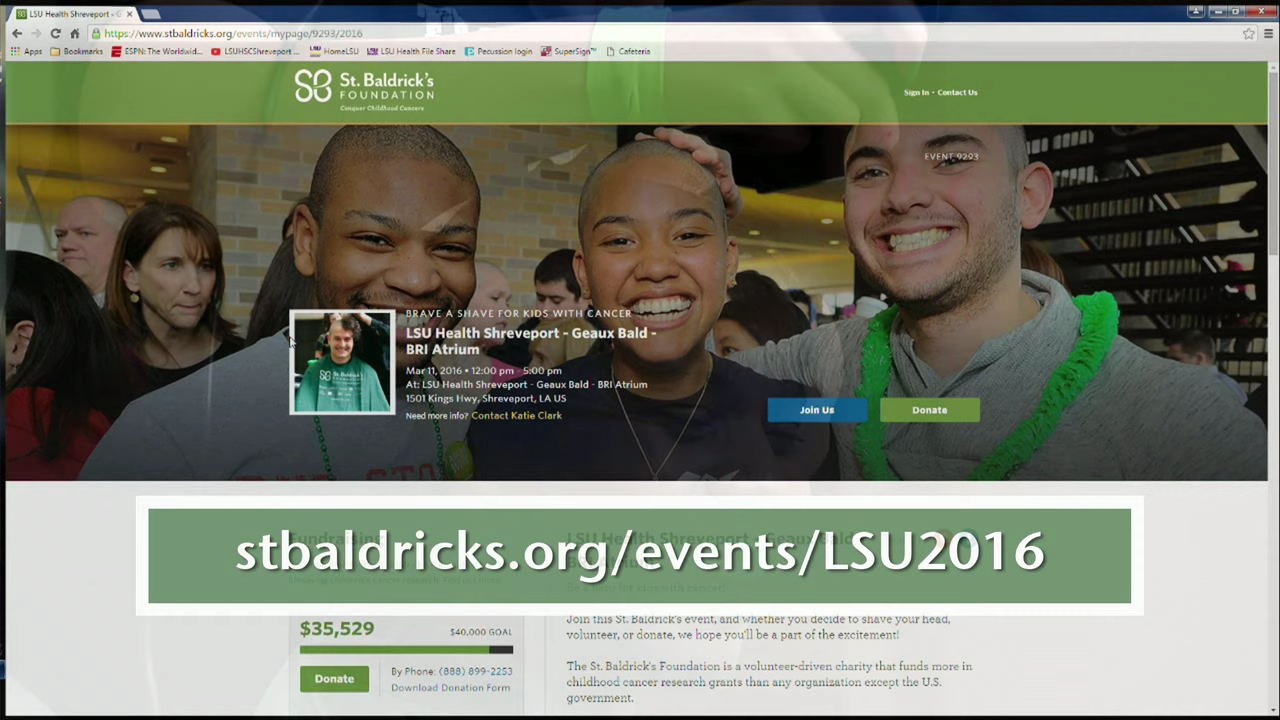 LSU Health Shreveport - G
https://www.stbaldricks.org/events/mypage/9293/2016
Apps Bookmarks ESPN: The Worldwid... LSUHSCShreveport ... HomeLSU LSU Health File Share Pecussion login SuperSign™ Cafeteria
St. Baldrick's
FOUNDATION
Conquer Childhood Cancers
Sign In • Contact Us
EVENT 9293
BRAVE A SHAVE FOR KIDS WITH CANCER
LSU Health Shreveport - Geaux Bald -
BRI Atrium
Mar 11, 2016 • 12:00 pm - 5:00 pm
At: LSU Health Shreveport - Geaux Bald - BRI Atrium
1501 Kings Hwy, Shreveport, LA US
Need more info? Contact Katie Clark
Join Us
Donate
stbaldricks.org/events/LSU2016
$35,529
$40,000 GOAL
Donate
By Phone: (888) 899-2253
Download Donation Form
Join this St. Baldrick's event, and whether you decide to shave your head,
volunteer, or donate, we hope you'll be a part of the excitement!
The St. Baldrick's Foundation is a volunteer-driven charity that funds more in
childhood cancer research grants than any organization except the U.S.
government.